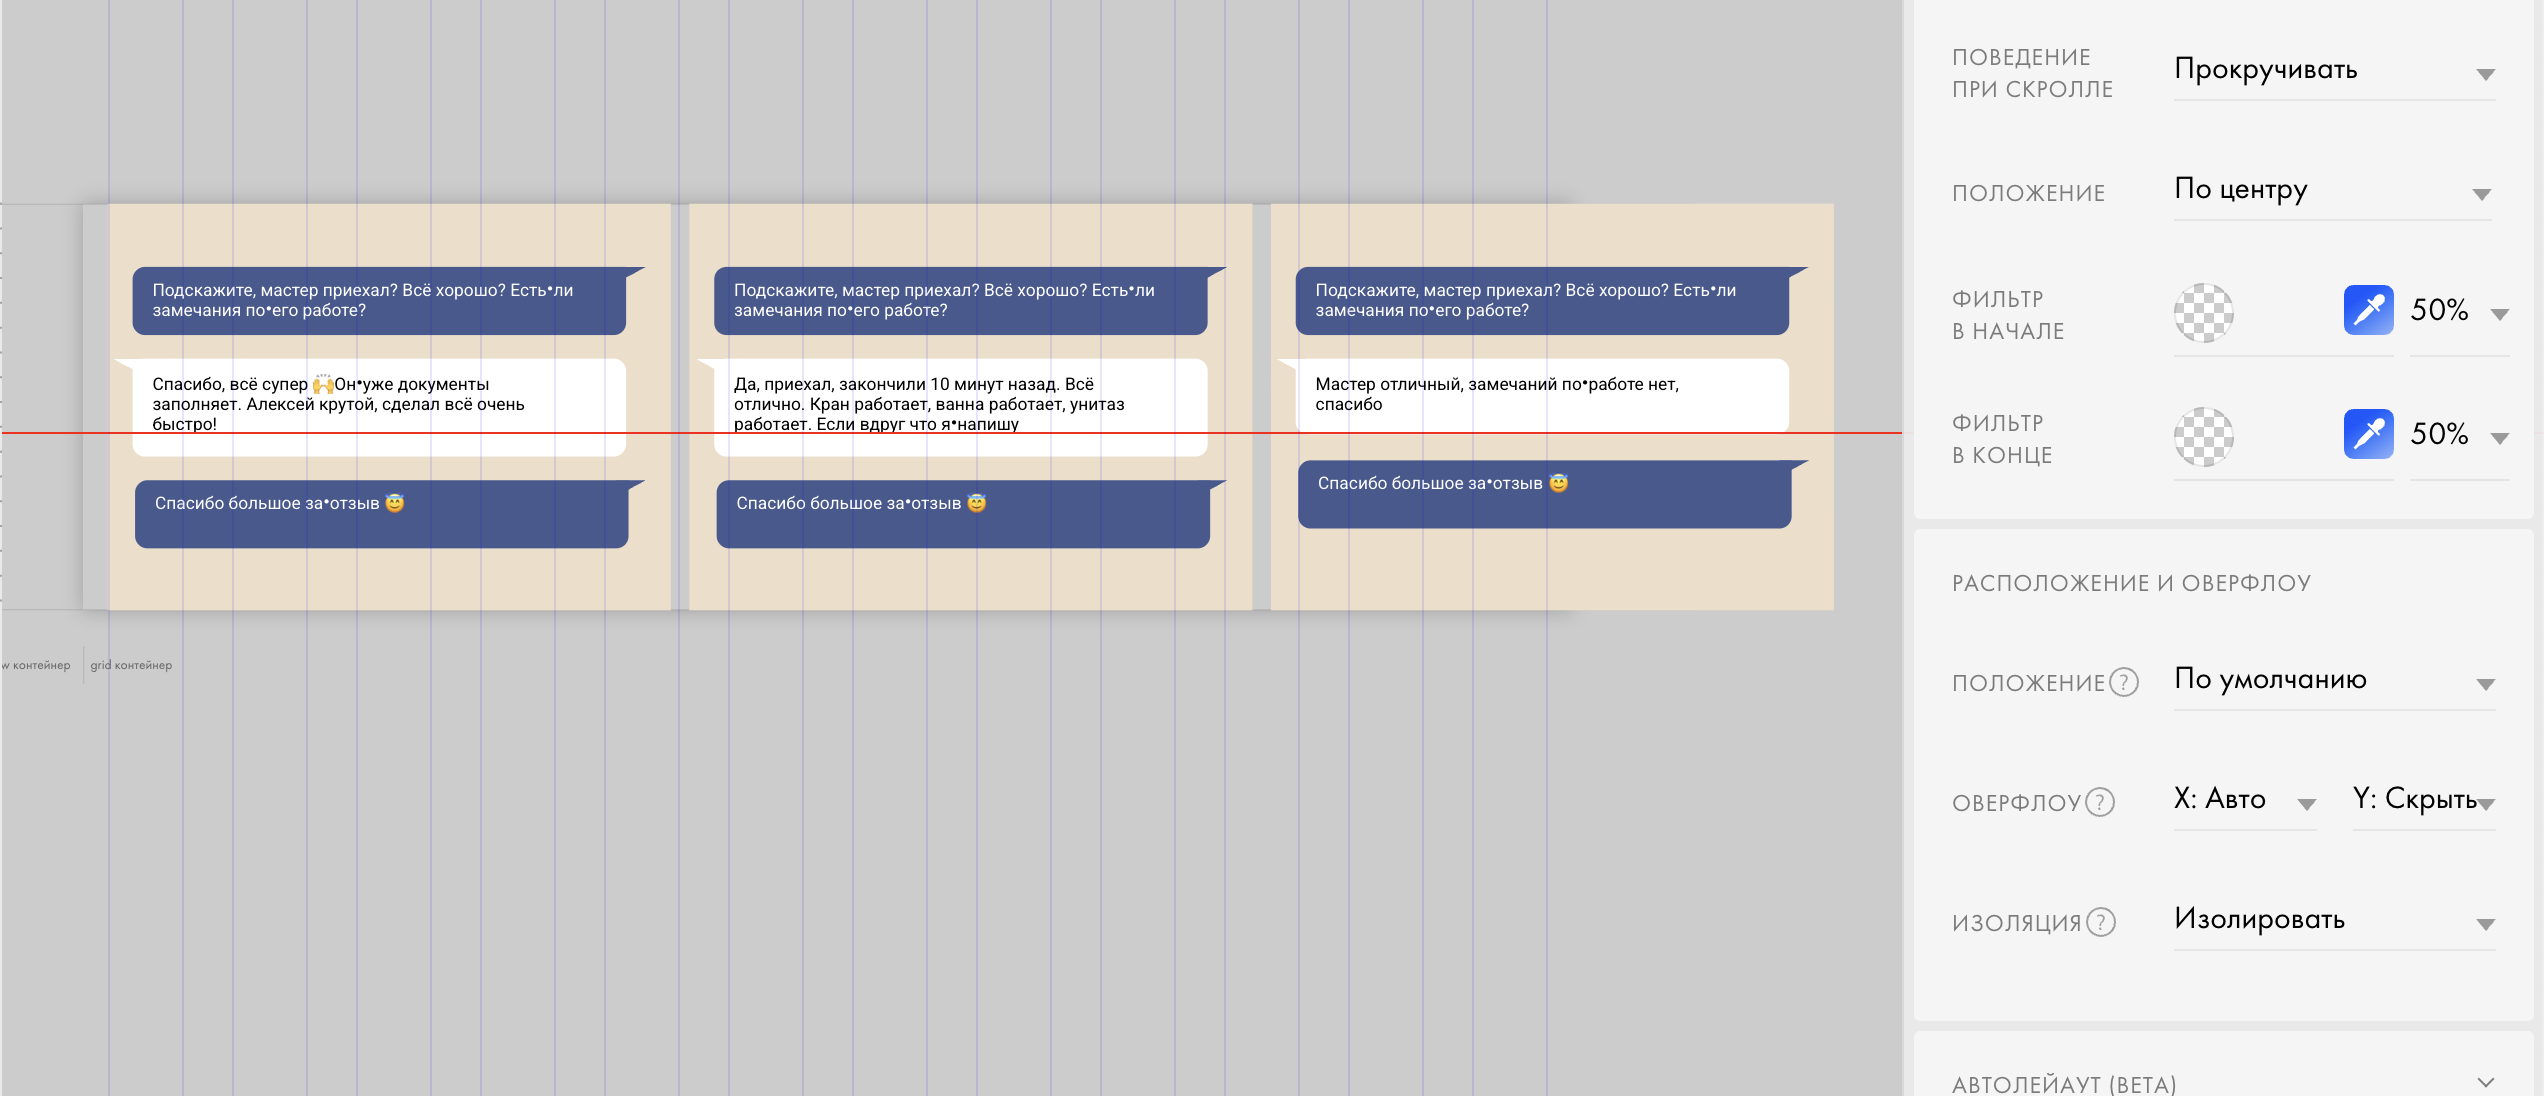 Подскажите, мастер приехал? Всё хорошо? Есть•ли
замечания по•его работе?
Спасибо, всё супер 🙌Он•уже документы
заполняет. Алексей крутой, сделал всё очень
быстро!
Спасибо большое за•отзыв 😇
Подскажите, мастер приехал? Всё хорошо? Есть•ли
замечания по•его работе?
Да, приехал, закончили 10 минут назад. Всё
отлично. Кран работает, ванна работает, унитаз
работает. Если вдруг что я•напишу
Спасибо большое за•отзыв 😇
Подскажите, мастер приехал? Всё хорошо? Есть•ли
замечания по•его работе?
Мастер отличный, замечаний по•работе нет,
спасибо
Спасибо большое за•отзыв 😇
w контейнер
grid контейнер
ПОВЕДЕНИЕ
ПРИ СКРОЛЛЕ
Прокручивать
ПОЛОЖЕНИЕ
По центру
ФИЛЬТР
В НАЧАЛЕ
50%
ФИЛЬТР
В КОНЦЕ
50%
РАСПОЛОЖЕНИЕ И ОВЕРФЛОУ
ПОЛОЖЕНИЕ ?
По умолчанию
ОВЕРФЛОУ ?
X: Авто
Y: Скрыть
ИЗОЛЯЦИЯ ?
Изолировать
АВТОЛЕЙАУТ (BETA)